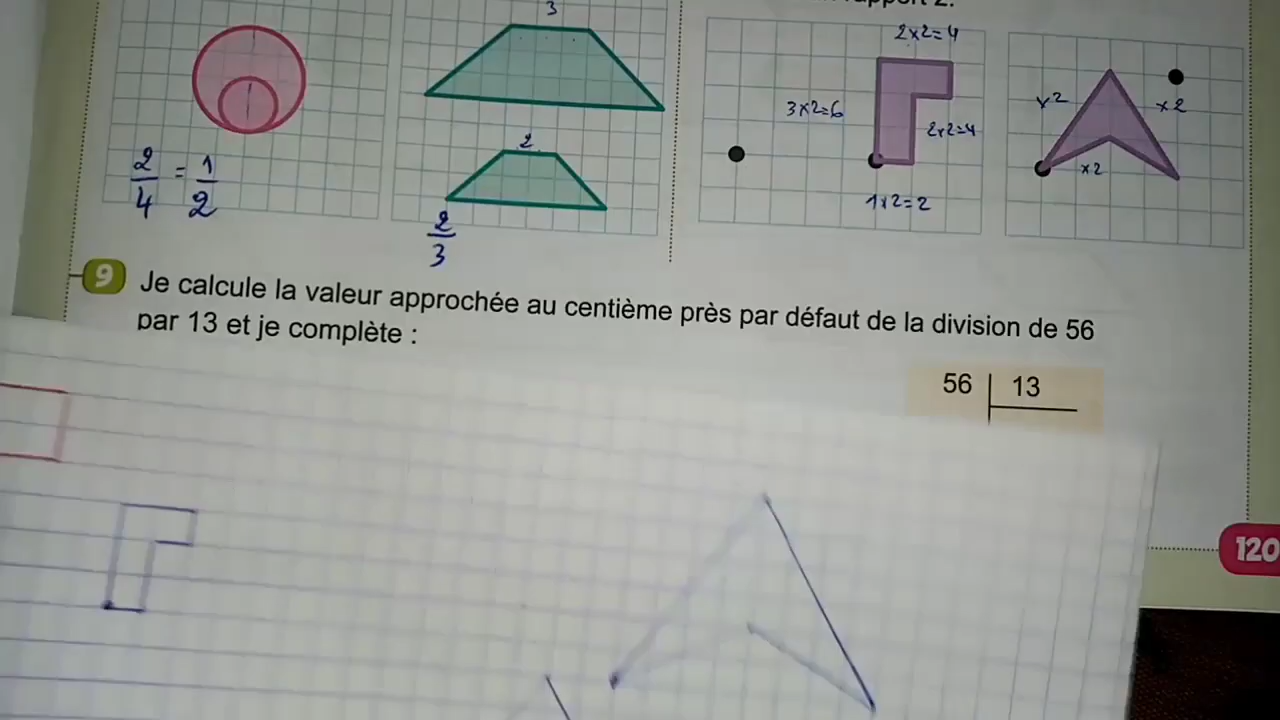 3
2
2
4
=
1
2
2
3
2x2=4
3x2=6
2x2=4
1x2=2
x2
x2
x2
9 Je calcule la valeur approchée au centième près par défaut de la division de 56
par 13 et je complète :
56 13
120